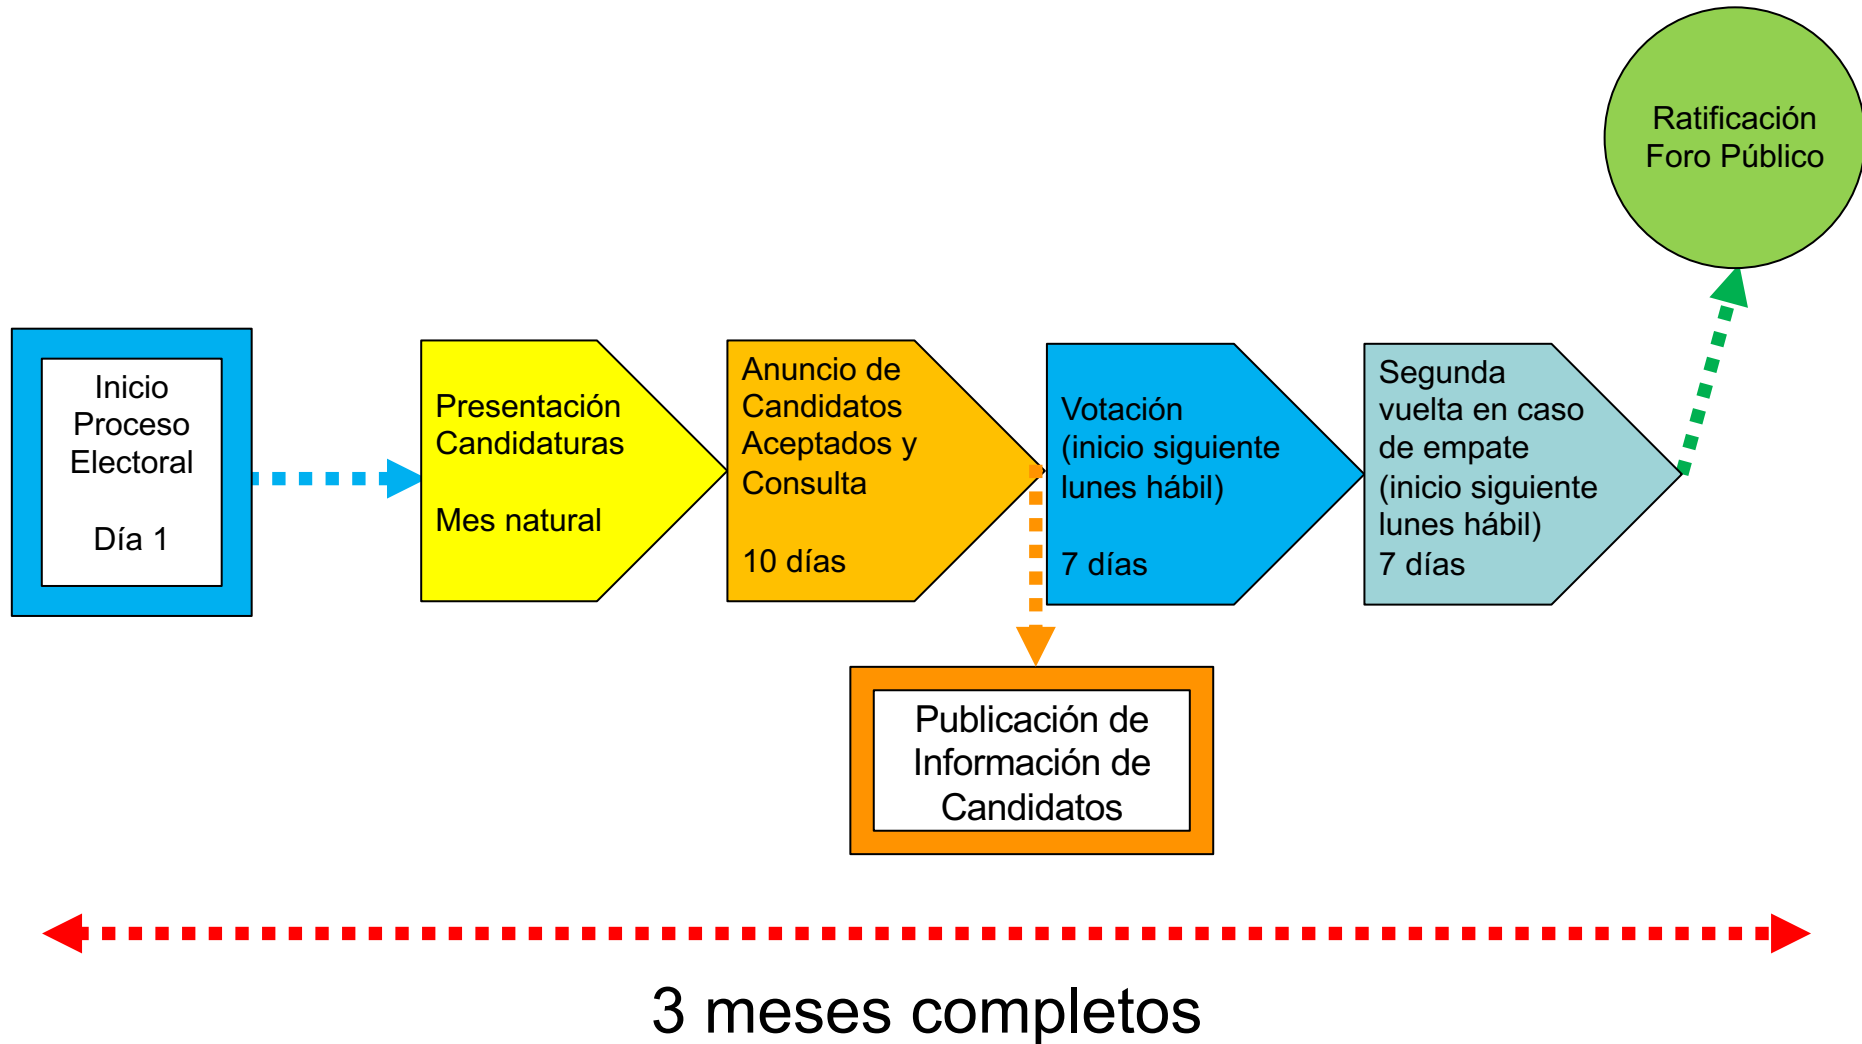 Ratificación
Foro Público
Inicio
Proceso
Electoral
Día 1
Presentación
Candidaturas
Mes natural
Anuncio de
Candidatos
Aceptados y
Consulta
10 días
Votación
(inicio siguiente
lunes hábil)
7 días
Segunda
vuelta en caso
de empate
(inicio siguiente
lunes hábil)
7 días
Publicación de
Información de
Candidatos
3 meses completos